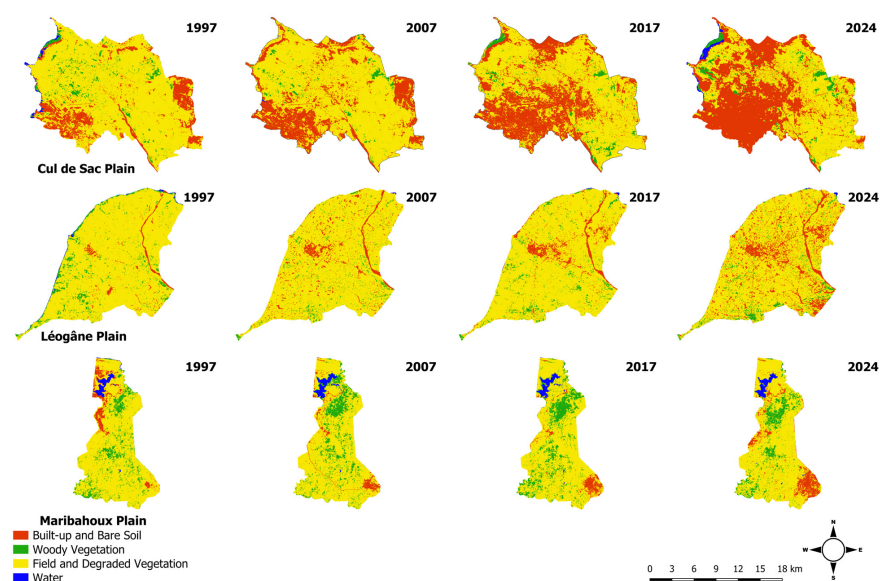 1997
2007
2017
2024
Cul de Sac Plain
1997
2007
2017
2024
Léogâne Plain
1997
2007
2017
2024
Maribahoux Plain
Built-up and Bare Soil
Woody Vegetation
Field and Degraded Vegetation
Water
0 3 6 9 12 15 18 km
N
W E
S